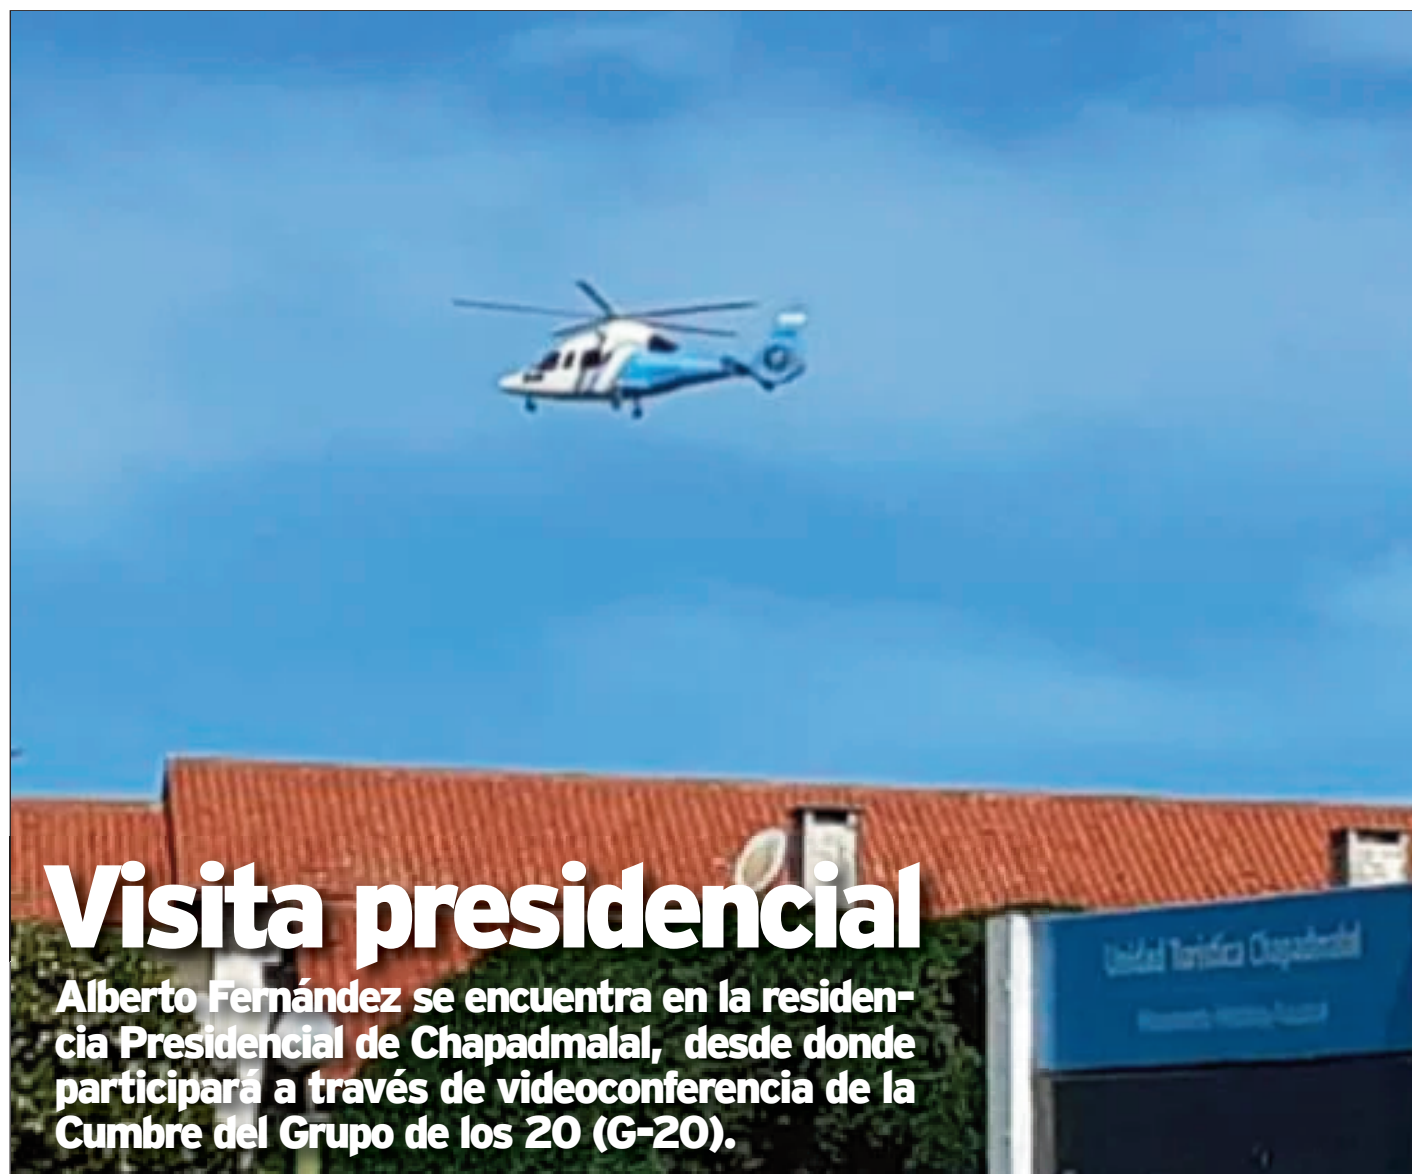 Visita presidencial
Alberto Fernández se encuentra en la residen-
cia Presidencial de Chapadmalal, desde donde
participará a través de videoconferencia de la
Cumbre del Grupo de los 20 (G-20).
Unidad Turística Chapadmalal